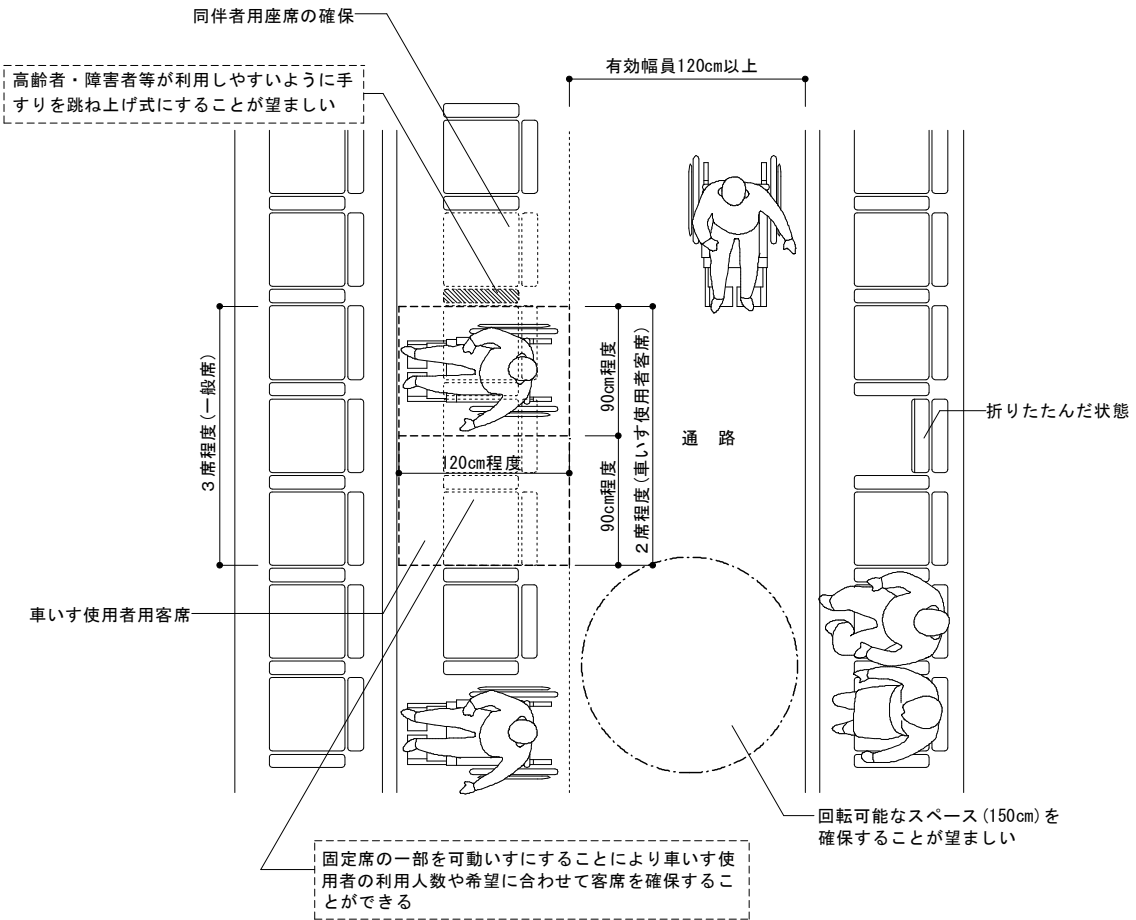 同伴者用座席の確保
有効幅員120cm以上
高齢者・障害者等が利用しやすいように手
すりを跳ね上げ式にすることが望ましい
3席程度(一般席)
90cm程度
2席程度(車いす使用者客席)
通 路
折りたたんだ状態
120cm程度
90cm程度
車いす使用者用客席
回転可能なスペース(150cm)を
確保することが望ましい
固定席の一部を可動いすにすることにより車いす使
用者の利用人数や希望に合わせて客席を確保するこ
とができる